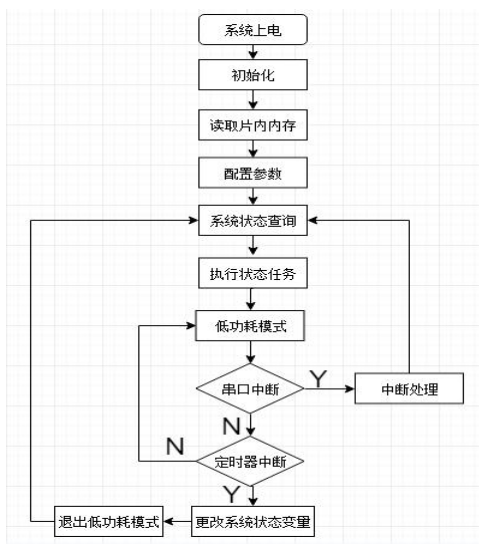 系统上电
初始化
读取片内内存
配置参数
系统状态查询
执行状态任务
低功耗模式
串口中断
Y
中断处理
N
N
定时器中断
Y
退出低功耗模式
更改系统状态变量